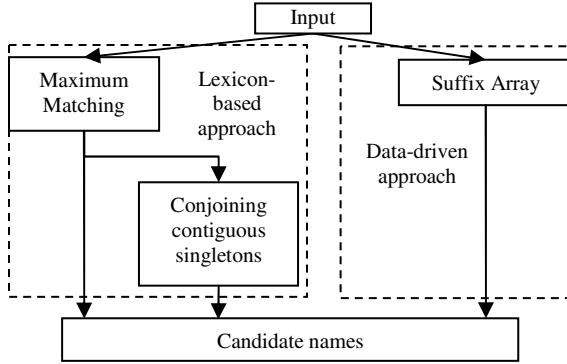 Input
Maximum
Matching
Lexicon-
based
approach
Suffix Array
Data-driven
approach
Conjoining
contiguous
singletons
Candidate names